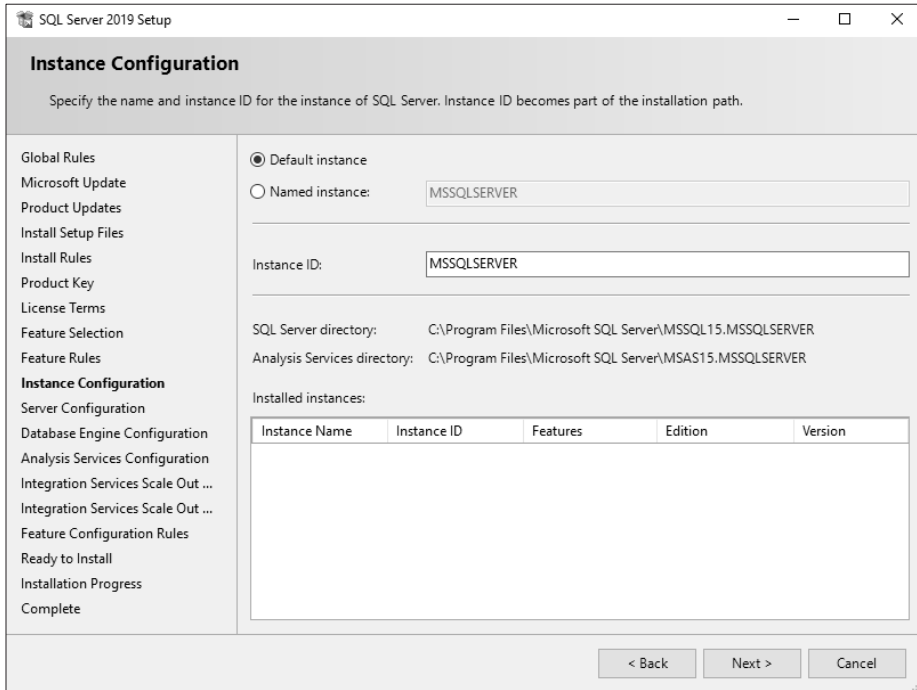 SQL Server 2019 Setup
Instance Configuration
Specify the name and instance ID for the instance of SQL Server. Instance ID becomes part of the installation path.
Global Rules
Microsoft Update
Product Updates
Install Setup Files
Install Rules
Product Key
License Terms
Feature Selection
Feature Rules
Instance Configuration
Server Configuration
Database Engine Configuration
Analysis Services Configuration
Integration Services Scale Out ...
Integration Services Scale Out ...
Feature Configuration Rules
Ready to Install
Installation Progress
Complete
Default instance
Named instance: MSSQLSERVER
Instance ID: MSSQLSERVER
SQL Server directory: C:\Program Files\Microsoft SQL Server\MSSQL15.MSSQLSERVER
Analysis Services directory: C:\Program Files\Microsoft SQL Server\MSAS15.MSSQLSERVER
Installed instances:
Instance Name Instance ID Features Edition Version
< Back Next > Cancel